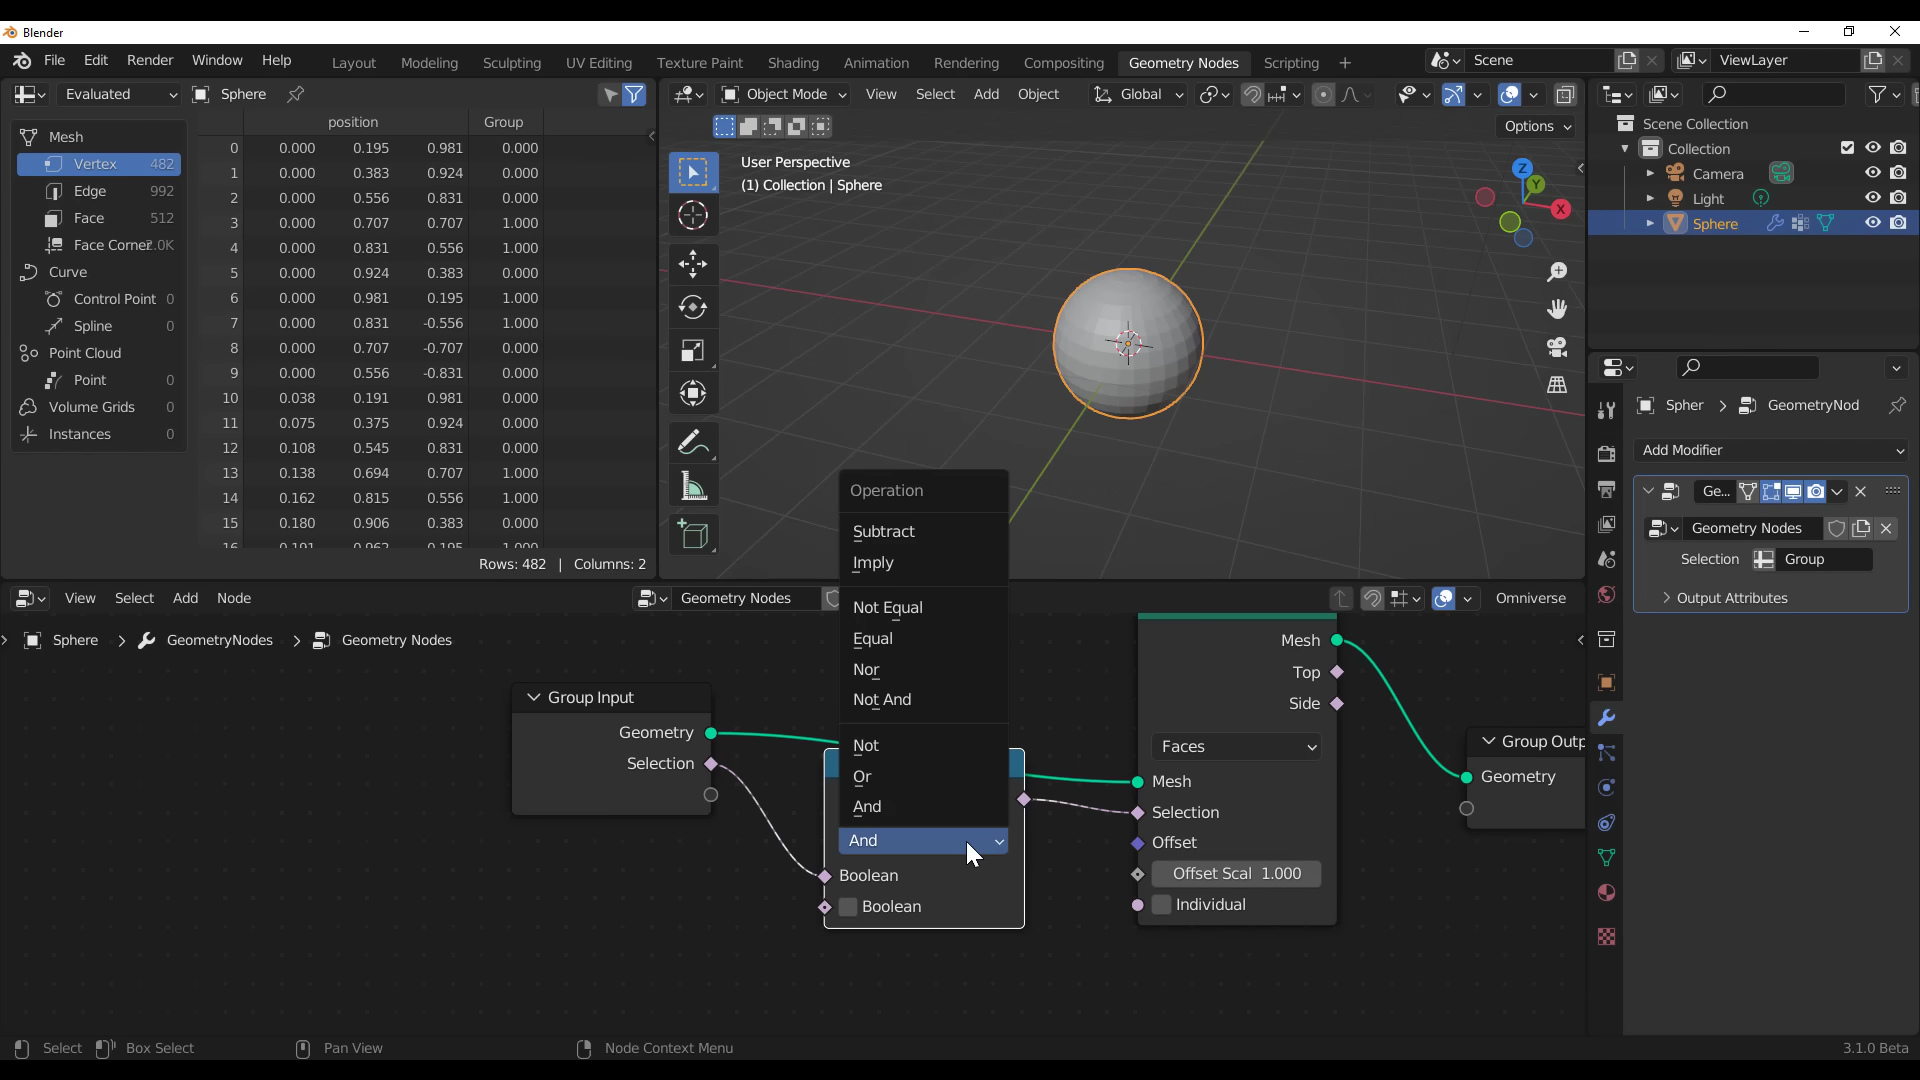 Blender
File Edit Render Window Help Layout Modeling Sculpting UV Editing Texture Paint Shading Animation Rendering Compositing Geometry Nodes Scripting + Scene ViewLayer
Evaluated Sphere
Mesh
Vertex 482
Edge 992
Face 512
Face Corner 2.0K
Curve
Control Point 0
Spline 0
Point Cloud
Point 0
Volume Grids 0
Instances 0
position Group
0 0.000 0.195 0.981 0.000
1 0.000 0.383 0.924 0.000
2 0.000 0.556 0.831 0.000
3 0.000 0.707 0.707 1.000
4 0.000 0.831 0.556 1.000
5 0.000 0.924 0.383 0.000
6 0.000 0.981 0.195 1.000
7 0.000 0.831 -0.556 1.000
8 0.000 0.707 -0.707 1.000
9 0.000 0.556 -0.831 0.000
10 0.038 0.191 0.981 0.000
11 0.075 0.375 0.924 0.000
12 0.108 0.545 0.831 0.000
13 0.138 0.694 0.707 1.000
14 0.162 0.815 0.556 1.000
15 0.180 0.906 0.383 0.000
16 0.191 0.962 0.195 1.000
Rows: 482 | Columns: 2
Object Mode View Select Add Object Global
Options
User Perspective
(1) Collection | Sphere
Z
Y
X
Scene Collection
Collection
Camera
Light
Sphere
Spher > GeometryNod
Add Modifier
Ge...
Geometry Nodes
Selection Group
> Output Attributes
View Select Add Node Geometry Nodes Omniverse
> Sphere > GeometryNodes > Geometry Nodes
Group Input
Geometry
Selection
Operation
Subtract
Imply
Not Equal
Equal
Nor
Not And
Not
Or
And
And
Boolean
Boolean
Mesh
Top
Side
Faces
Mesh
Selection
Offset
Offset Scal 1.000
Individual
Group Outp
Geometry
Select Box Select Pan View Node Context Menu 3.1.0 Beta